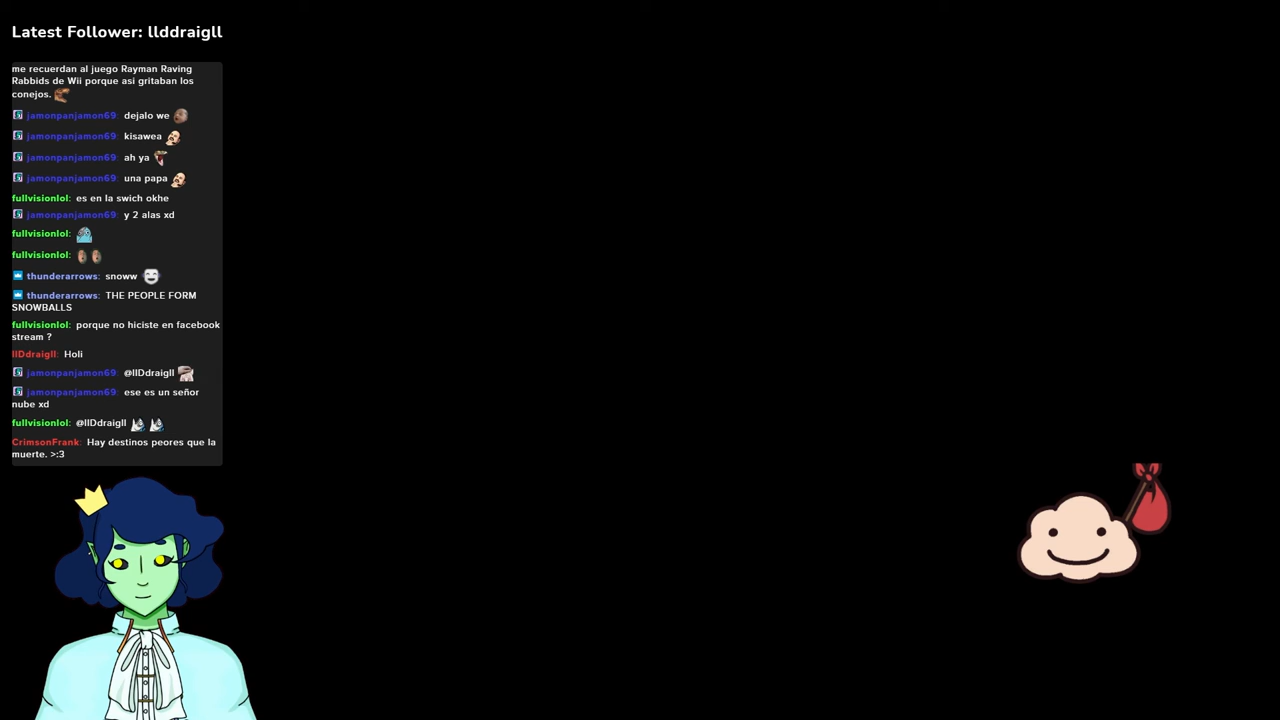 Latest Follower: llddraigll
me recuerdan al juego Rayman Raving
Rabbids de Wii porque asi gritaban los
conejos.
jamonpanjamon69: dejalo we
jamonpanjamon69: kisawea
jamonpanjamon69: ah ya
jamonpanjamon69: una papa
fullvisionlol: es en la swich okhe
jamonpanjamon69: y 2 alas xd
fullvisionlol:
fullvisionlol:
thunderarrows: snoww
thunderarrows: THE PEOPLE FORM
SNOWBALLS
fullvisionlol: porque no hiciste en facebook
stream ?
llDdraigll: Holi
jamonpanjamon69: @llDdraigll
jamonpanjamon69: ese es un señor
nube xd
fullvisionlol: @llDdraigll
CrimsonFrank: Hay destinos peores que la
muerte. >:3